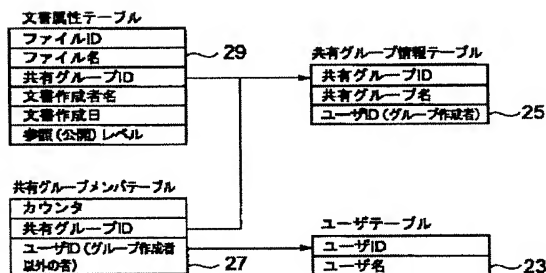 文書属性テーブル
ファイルID
ファイル名
共有グループID
文書作成者名
文書作成日
参照(公開)レベル
29
共有グループ情報テーブル
共有グループID
共有グループ名
ユーザID(グループ作成者)
25
共有グループメンバテーブル
カウンタ
共有グループID
ユーザID(グループ作成者
以外の者)
27
ユーザテーブル
ユーザID
ユーザ名
23